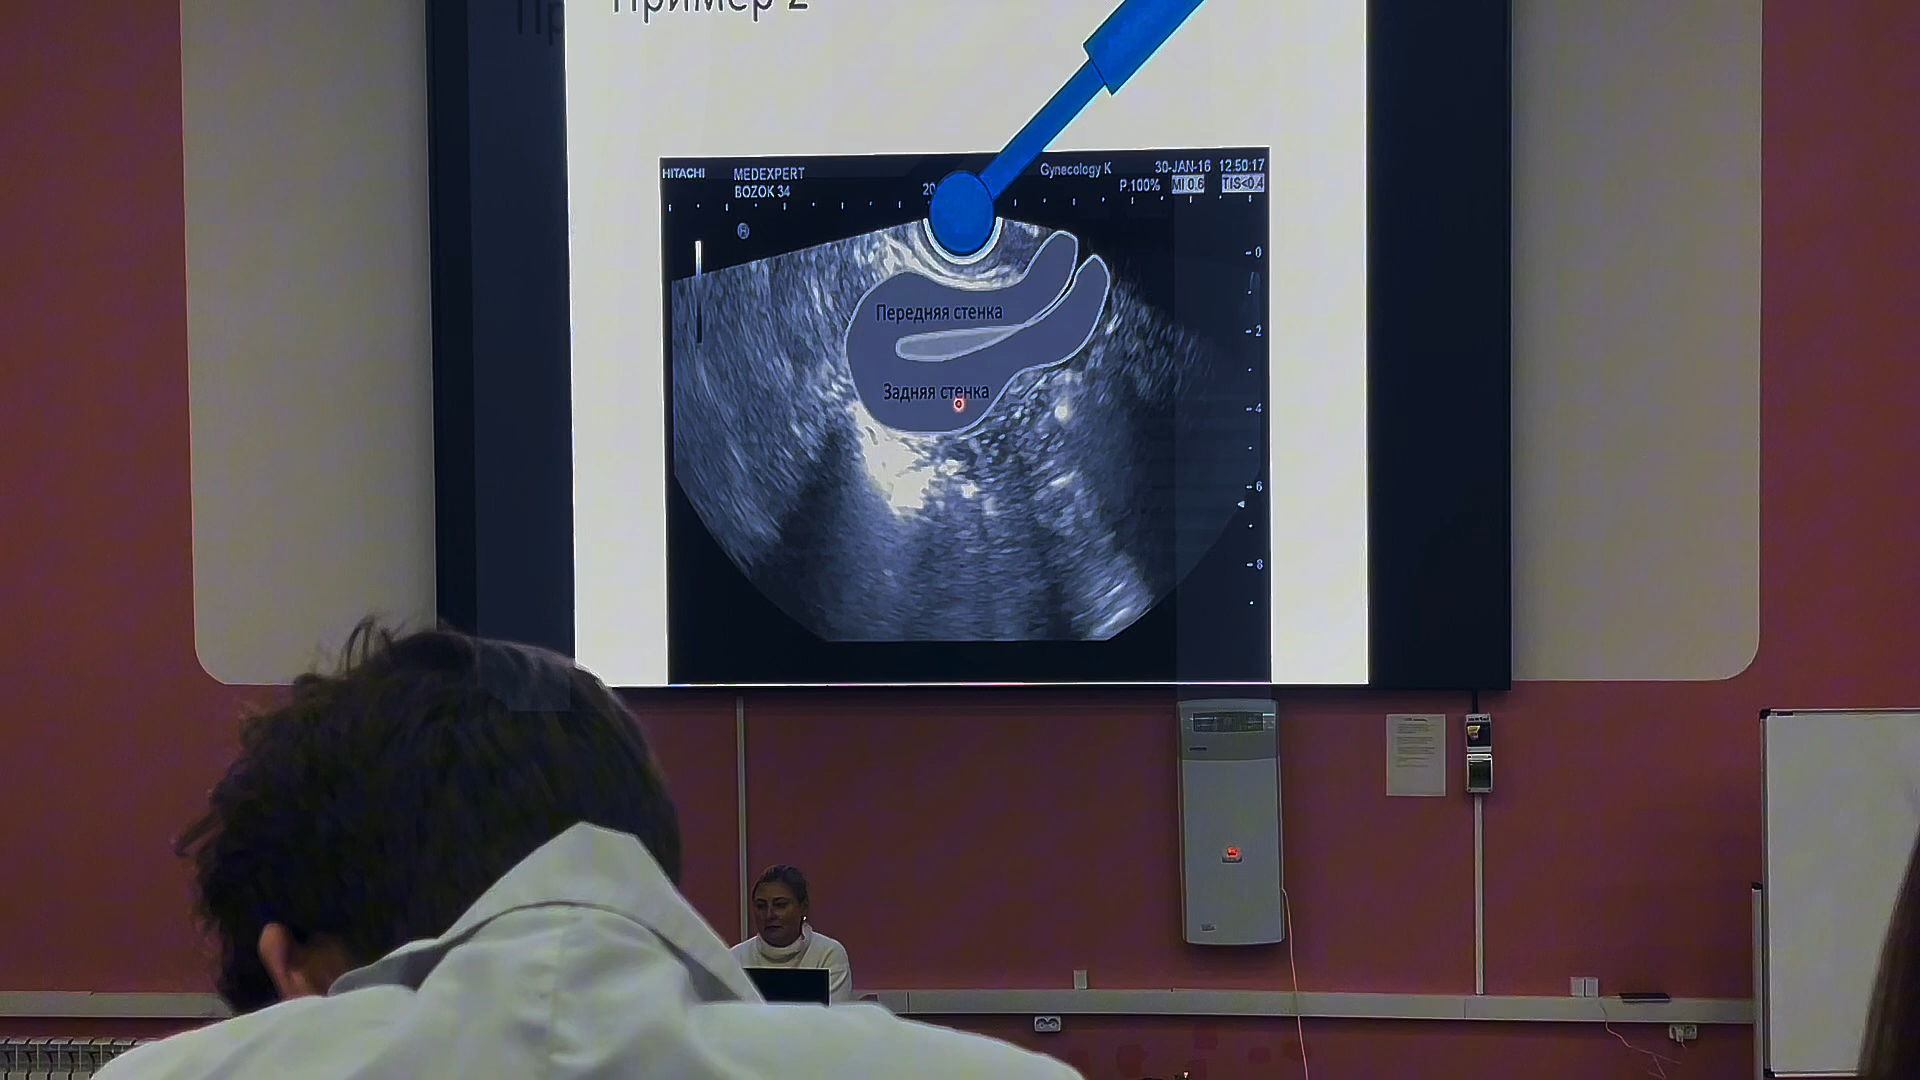 Пример 2
HITACHI
MEDEXPERT
BOZOK 34
20
Gynecology K
30-JAN-16 12:50:17
P:100% MI 0.6 TIS<0.4
H
0
Передняя стенка
2
Задняя стенка
4
6
8